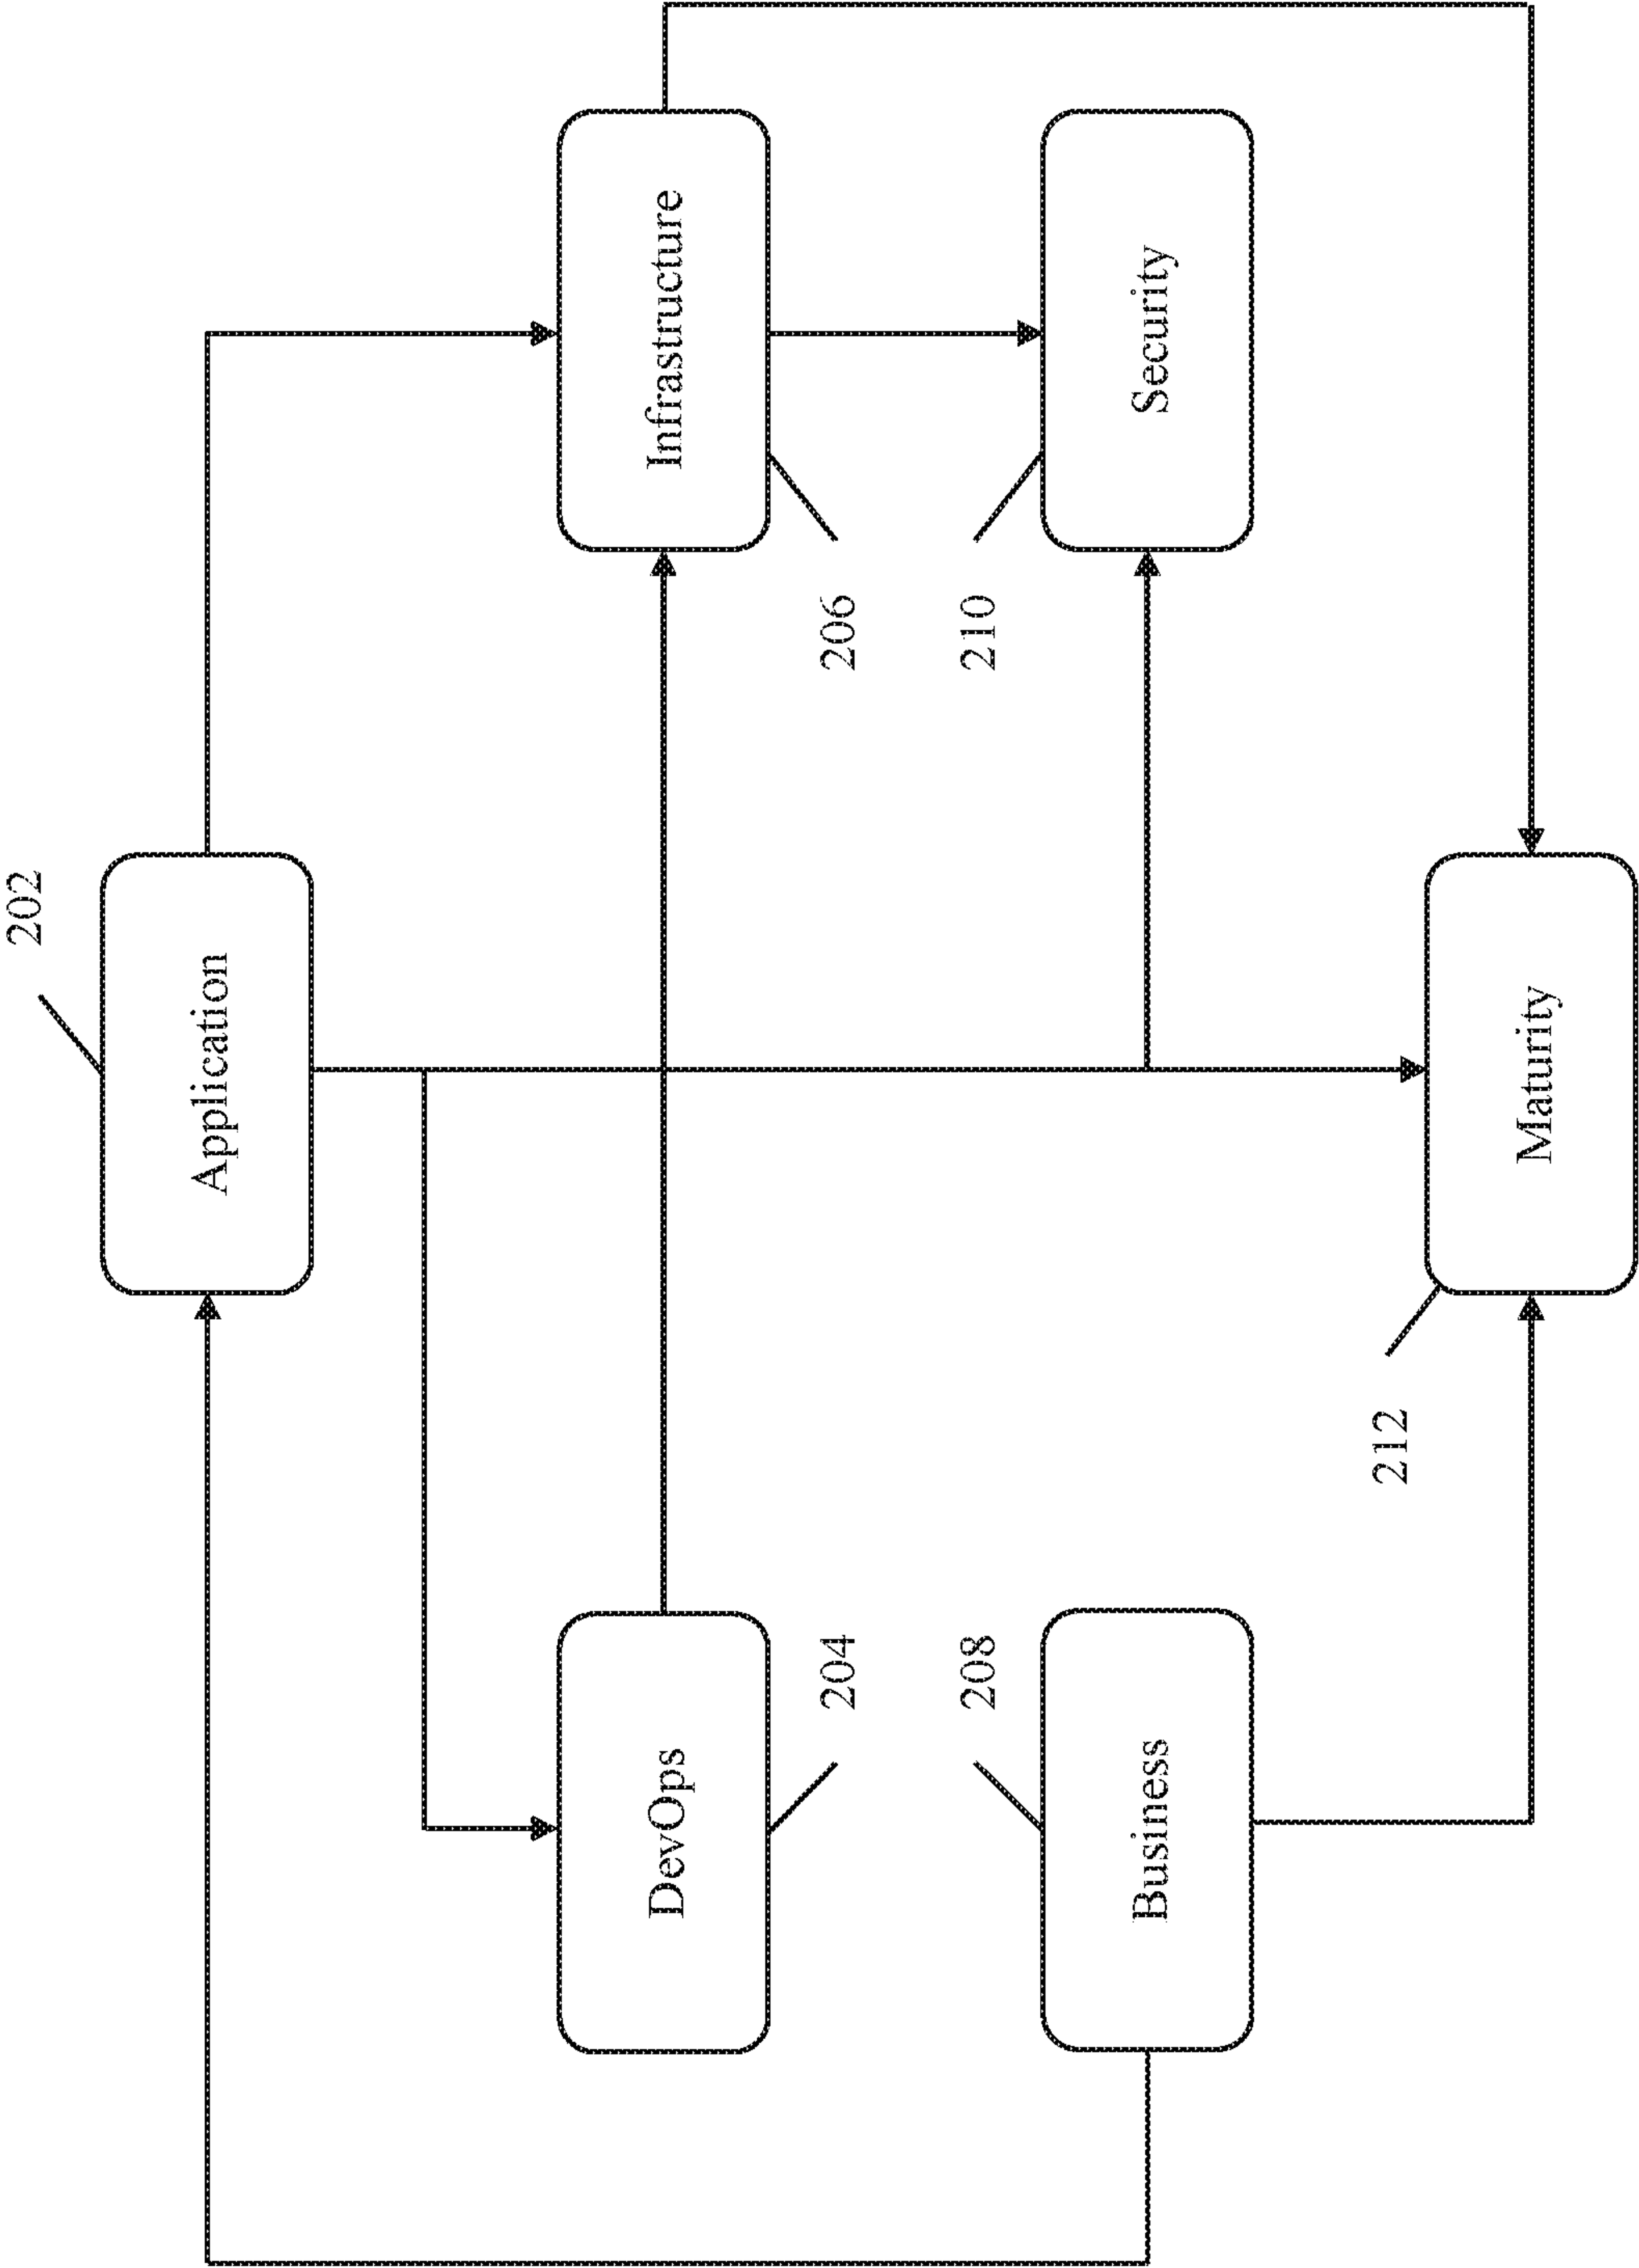 202
Application
DevOps
Infrastructure
204
206
208
210
Business
Security
212
Maturity